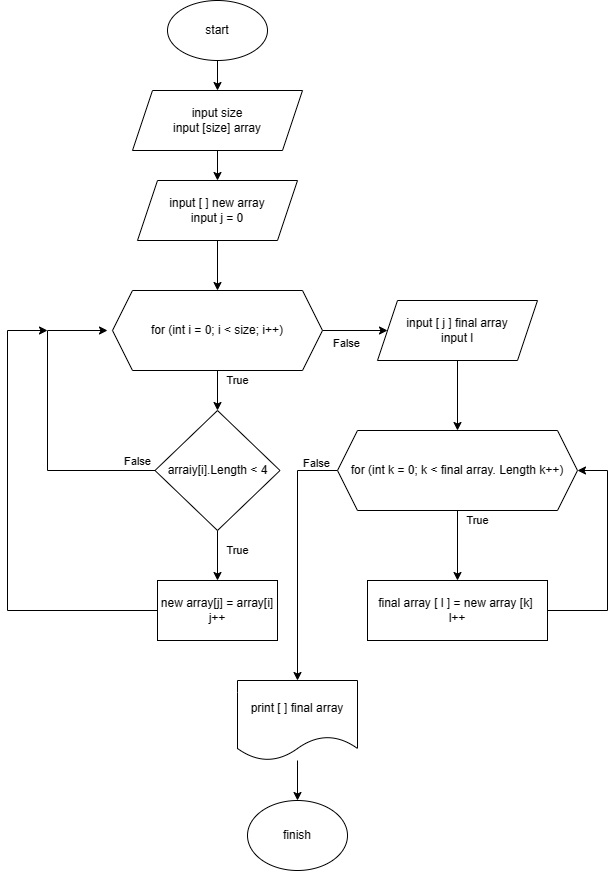 start
input size
input [size] array
input [ ] new array
input j = 0
for (int i = 0; i < size; i++)
False
input [ j ] final array
input l
True
arraiy[i].Length < 4
False
True
new array[j] = array[i]
j++
for (int k = 0; k < final array. Length k++)
False
True
final array [ l ] = new array [k]
l++
print [ ] final array
finish